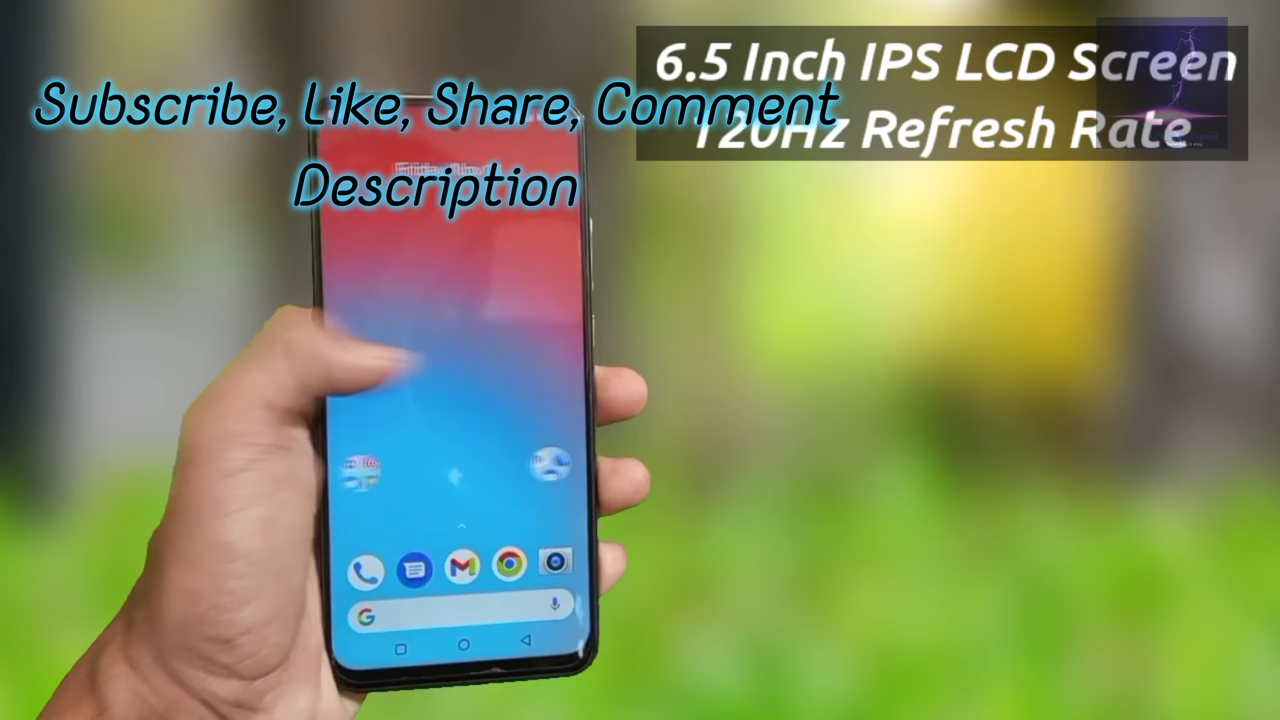 6.5 Inch IPS LCD Screen
120Hz Refresh Rate
Subscribe, Like, Share, Comment
Description